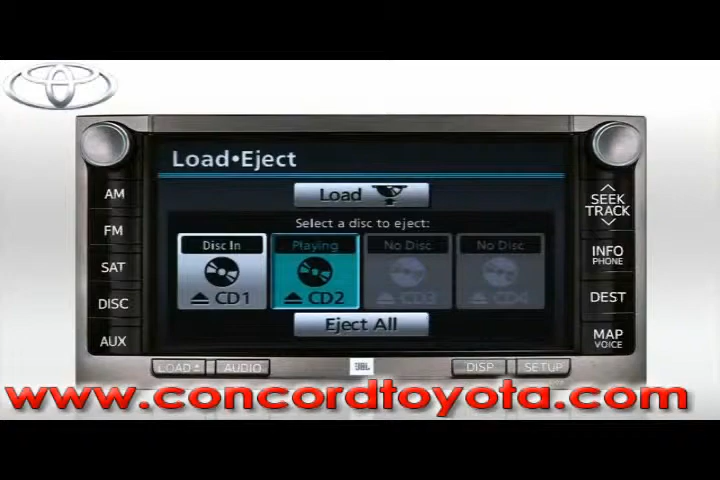 Load•Eject
Load
Select a disc to eject:
Disc In
Playing
No Disc
No Disc
CD1
CD2
CD3
CD4
Eject All
AM
FM
SAT
DISC
AUX
SEEK
TRACK
INFO
PHONE
DEST
MAP
VOICE
LOAD
AUDIO
JBL
DISP
SETUP
www.concordtoyota.com